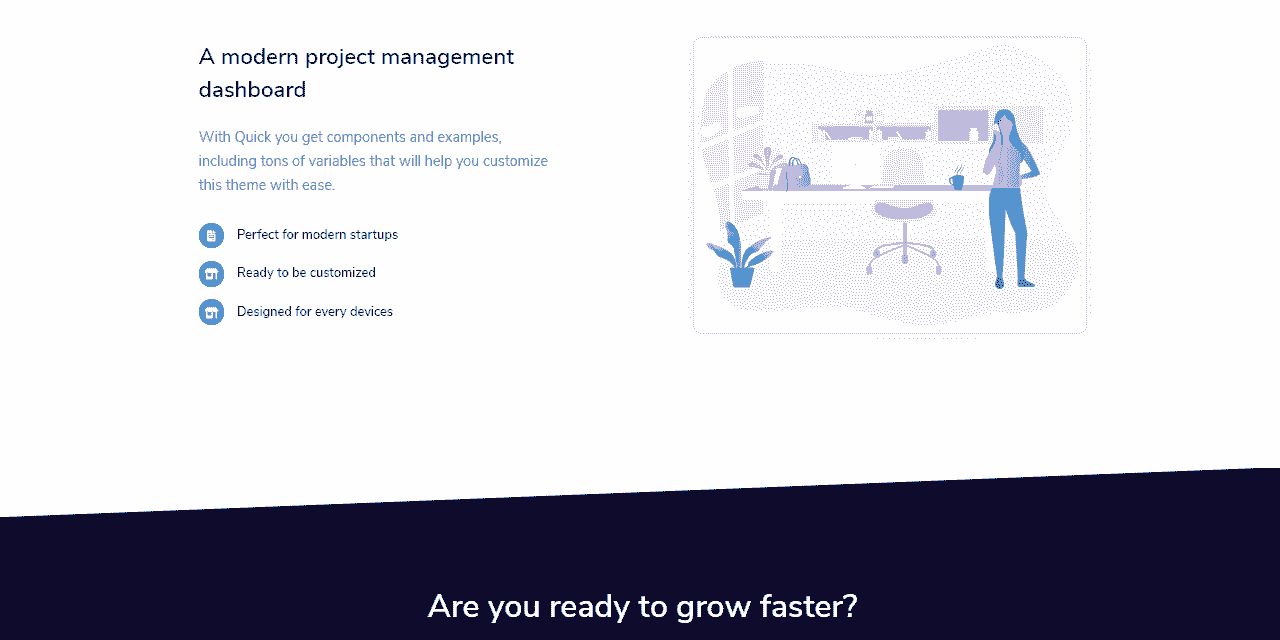 A modern project management
dashboard
With Quick you get components and examples,
including tons of variables that will help you customize
this theme with ease.
Perfect for modern startups
Ready to be customized
Designed for every devices
Are you ready to grow faster?